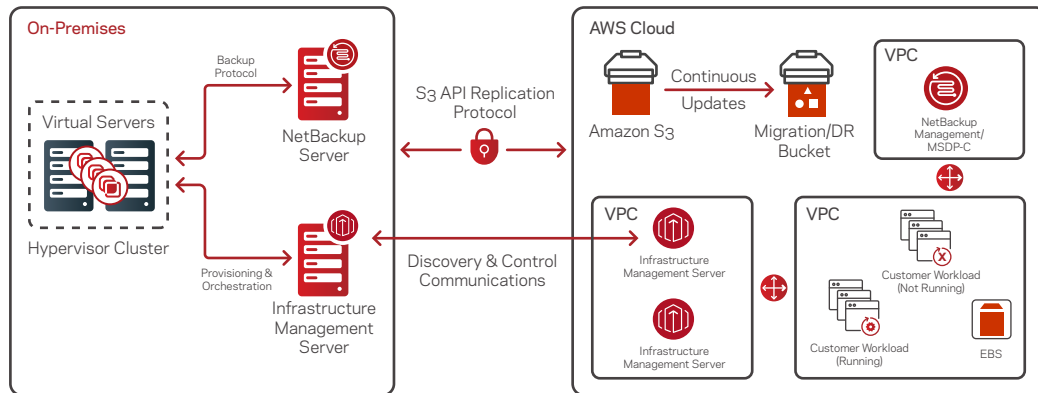 On-Premises
Backup
Protocol
Virtual Servers
Hypervisor Cluster
NetBackup
Server
Provisioning &
Orchestration
Infrastructure
Management
Server
S3 API Replication
Protocol
Discovery & Control
Communications
AWS Cloud
Amazon S3
Continuous
Updates
Migration/DR
Bucket
VPC
NetBackup
Management/
MSDP-C
VPC
Infrastructure
Management Server
Infrastructure
Management Server
VPC
X
Customer Workload
(Not Running)
Customer Workload
(Running)
EBS